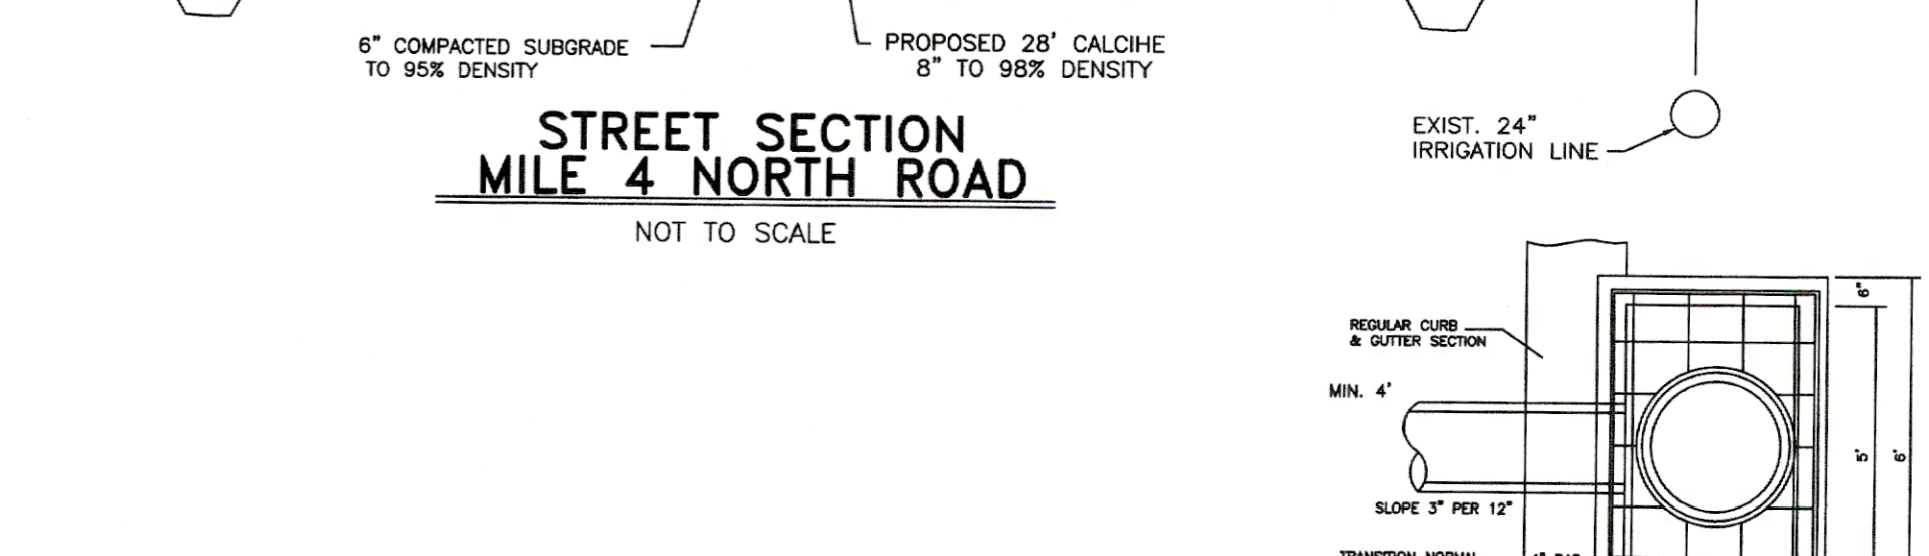 6" COMPACTED SUBGRADE
TO 95% DENSITY
PROPOSED 28' CALCIHE
8" TO 98% DENSITY
STREET SECTION
MILE 4 NORTH ROAD
NOT TO SCALE
EXIST. 24"
IRRIGATION LINE
6"
REGULAR CURB
& GUTTER SECTION
MIN. 4'
5'
6'
SLOPE 3" PER 12"
TRANSITION NORMAL